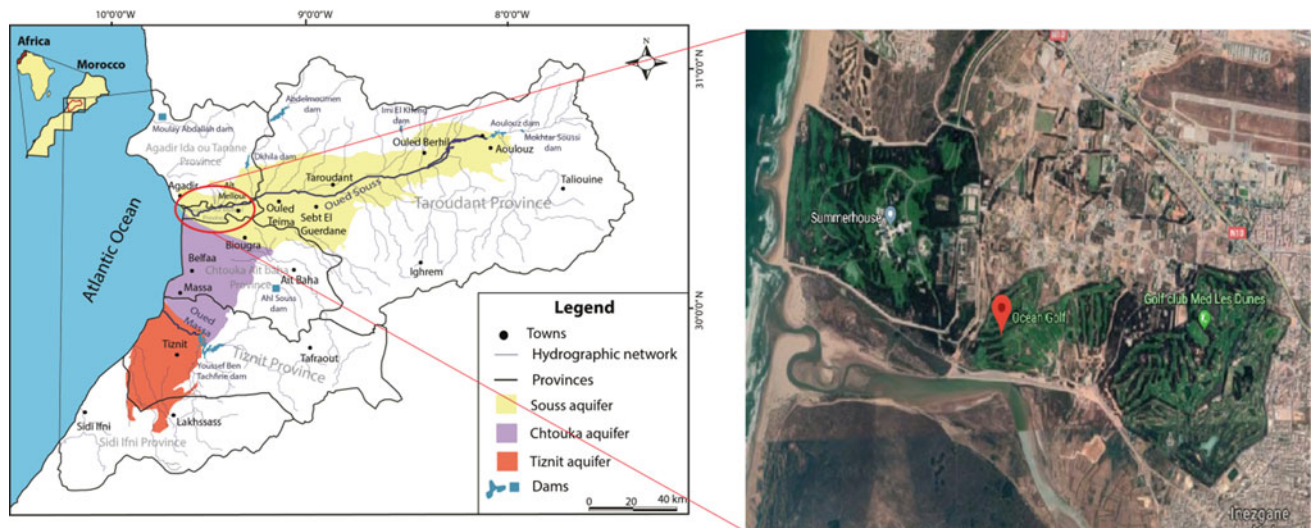 10°0'0"W
9°0'0"W
8°0'0"W
Africa
Morocco
31°0'0"N
Abdelmoumen
dam
Moulay Abdallah dam
Agadir Ida ou Tanane
Province
Imi El Kheng
dam
Aoulouz dam
Mokhtar Soussi
dam
Ouled Berhil
Aoulouz
Dkhila dam
Taroudant
Oued Souss
Taliouine
Agadir
Ait
Melloul
Ouled
Teima
Sebt El
Guerdane
Taroudant Province
Atlantic Ocean
Biougra
Belfaa
Chtouka Ait baha
Province
Ait Baha
Ighrem
Massa
Ahl Souss
dam
30°0'0"N
Oued
Massa
Tiznit
Youssef Ben
Tachfine dam
Tiznit Province
Tafraout
Sidi Ifni
Lakhssass
Sidi Ifni Province
Legend
Towns
Hydrographic network
Provinces
Souss aquifer
Chtouka aquifer
Tiznit aquifer
Dams
0 20 40 km
Summerhouse
Ocean Golf
Golf club Med Les Dunes
N10
Inezgane